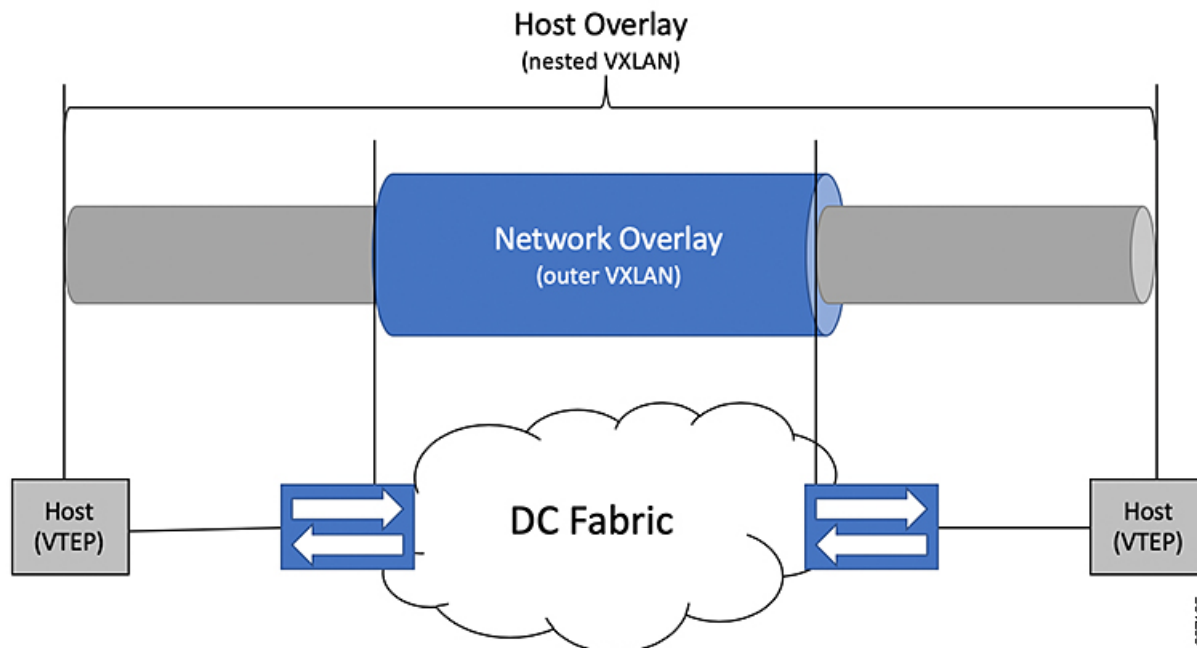 Host Overlay
(nested VXLAN)
Network Overlay
(outer VXLAN)
DC Fabric
Host
(VTEP)
Host
(VTEP)